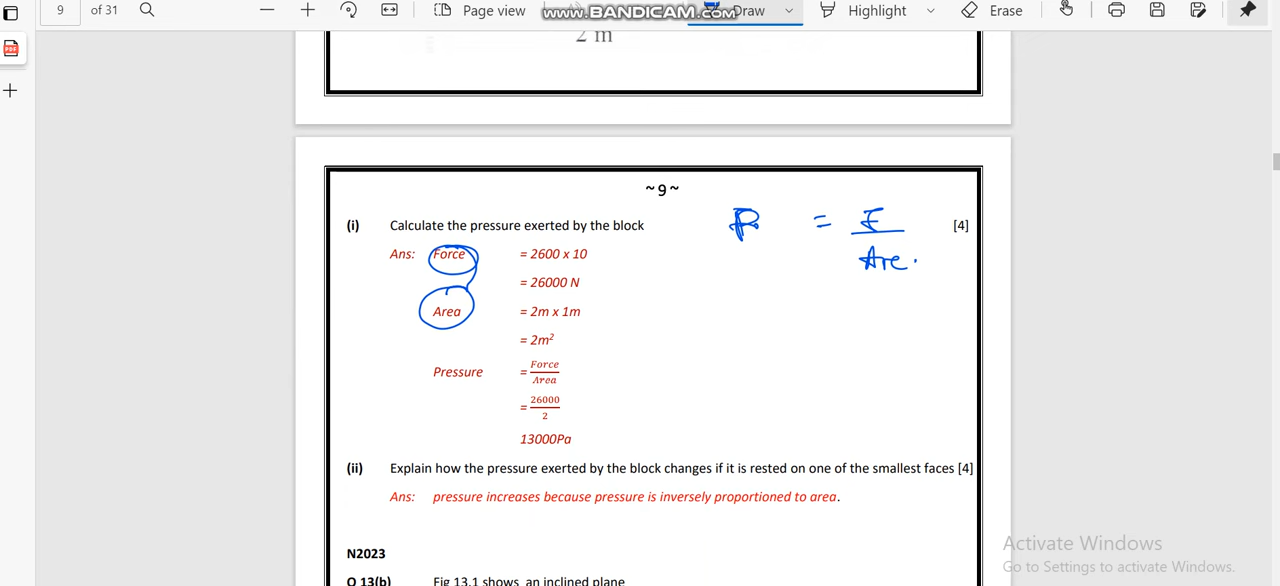 9 of 31 Page view www.BANDICAM.com Draw Highlight Erase
2 m
~9~
(i) Calculate the pressure exerted by the block [4]
P = F
Are.
Ans: Force = 2600 x 10
= 26000 N
Area = 2m x 1m
= 2m²
Pressure = Force
Area
= 26000
2
13000Pa
(ii) Explain how the pressure exerted by the block changes if it is rested on one of the smallest faces [4]
Ans: pressure increases because pressure is inversely proportioned to area.
N2023
Q 13(b) Fig 13.1 shows an inclined plane
Activate Windows
Go to Settings to activate Windows.
PDF